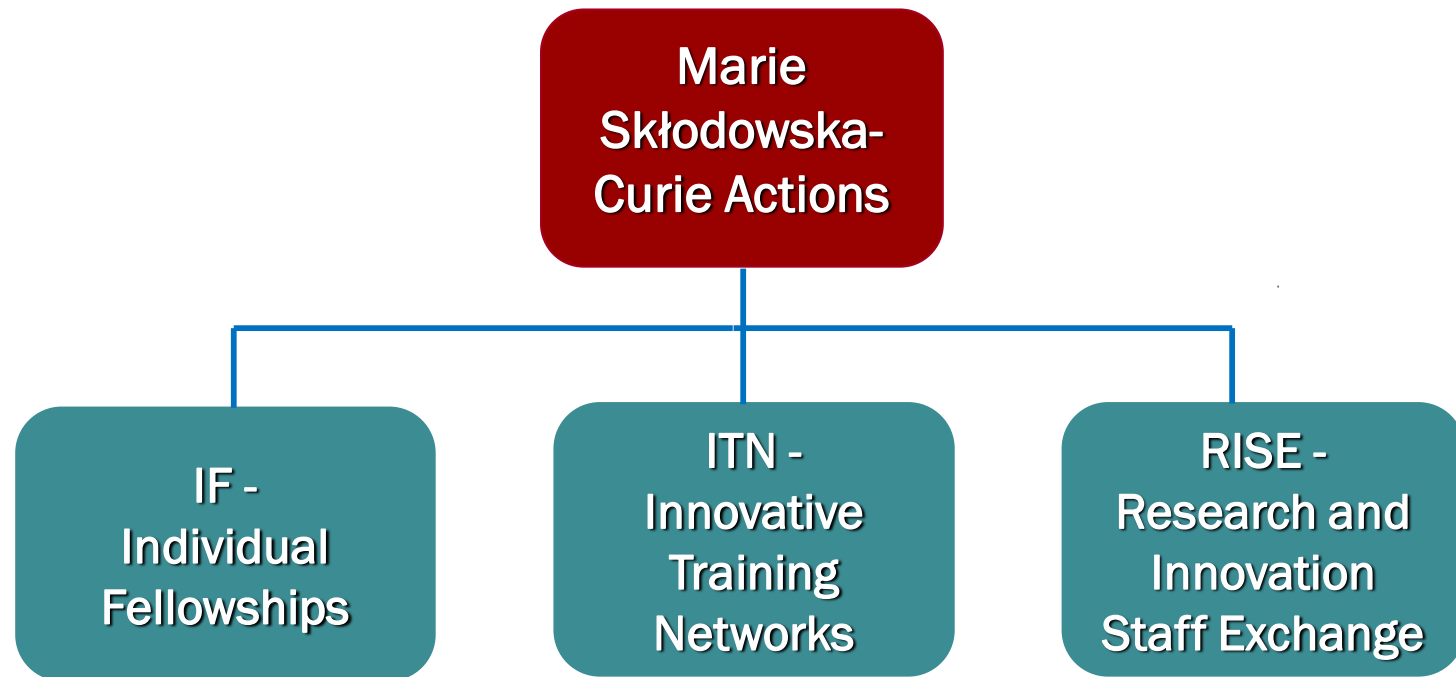 Marie
Skłodowska-
Curie Actions
IF -
Individual
Fellowships
ITN -
Innovative
Training
Networks
RISE -
Research and
Innovation
Staff Exchange